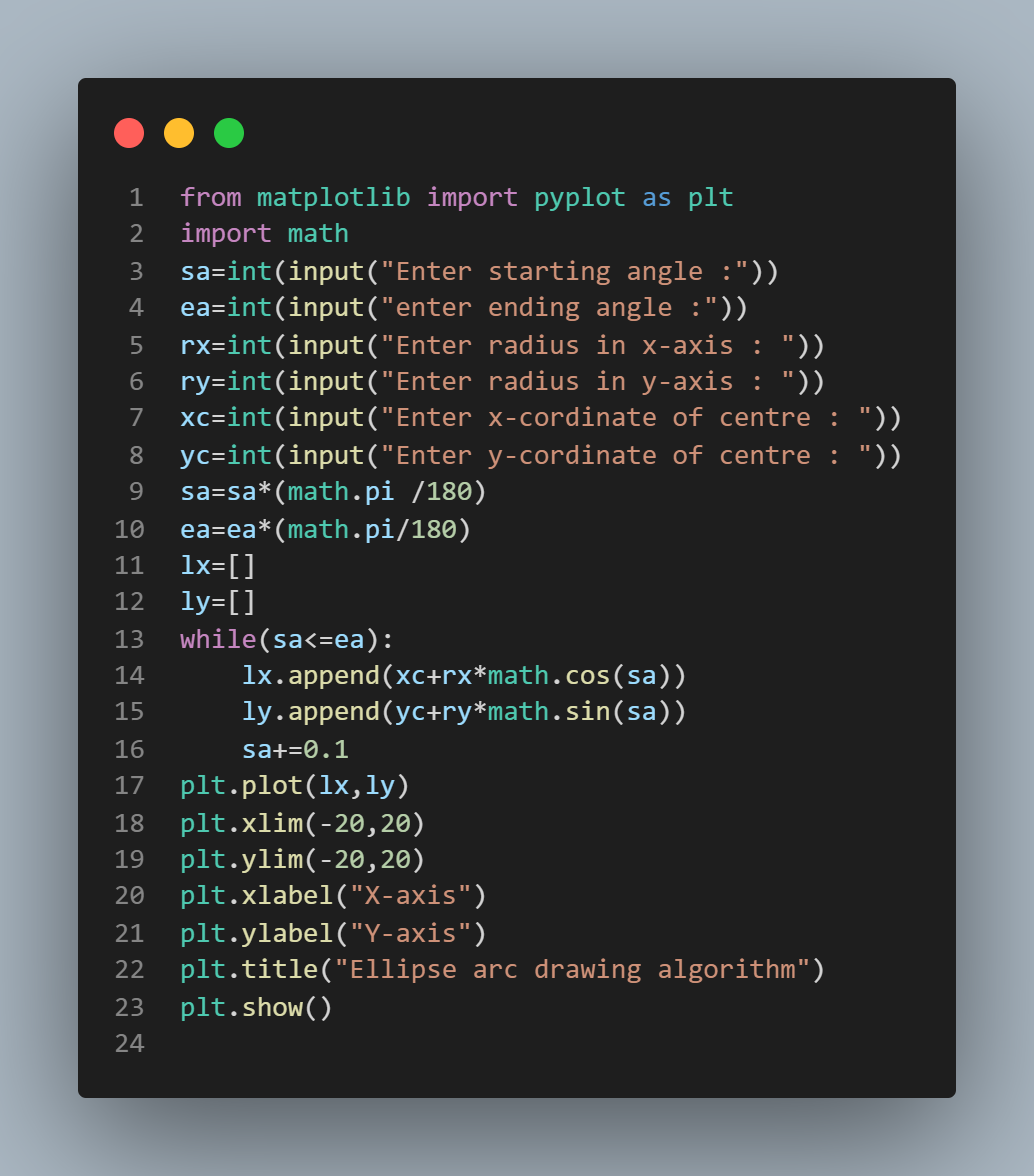 1 from matplotlib import pyplot as plt
2 import math
3 sa=int(input("Enter starting angle :"))
4 ea=int(input("enter ending angle :"))
5 rx=int(input("Enter radius in x-axis : "))
6 ry=int(input("Enter radius in y-axis : "))
7 xc=int(input("Enter x-cordinate of centre : "))
8 yc=int(input("Enter y-cordinate of centre : "))
9 sa=sa*(math.pi /180)
10 ea=ea*(math.pi/180)
11 lx=[]
12 ly=[]
13 while(sa<=ea):
14     lx.append(xc+rx*math.cos(sa))
15     ly.append(yc+ry*math.sin(sa))
16     sa+=0.1
17 plt.plot(lx,ly)
18 plt.xlim(-20,20)
19 plt.ylim(-20,20)
20 plt.xlabel("X-axis")
21 plt.ylabel("Y-axis")
22 plt.title("Ellipse arc drawing algorithm")
23 plt.show()
24